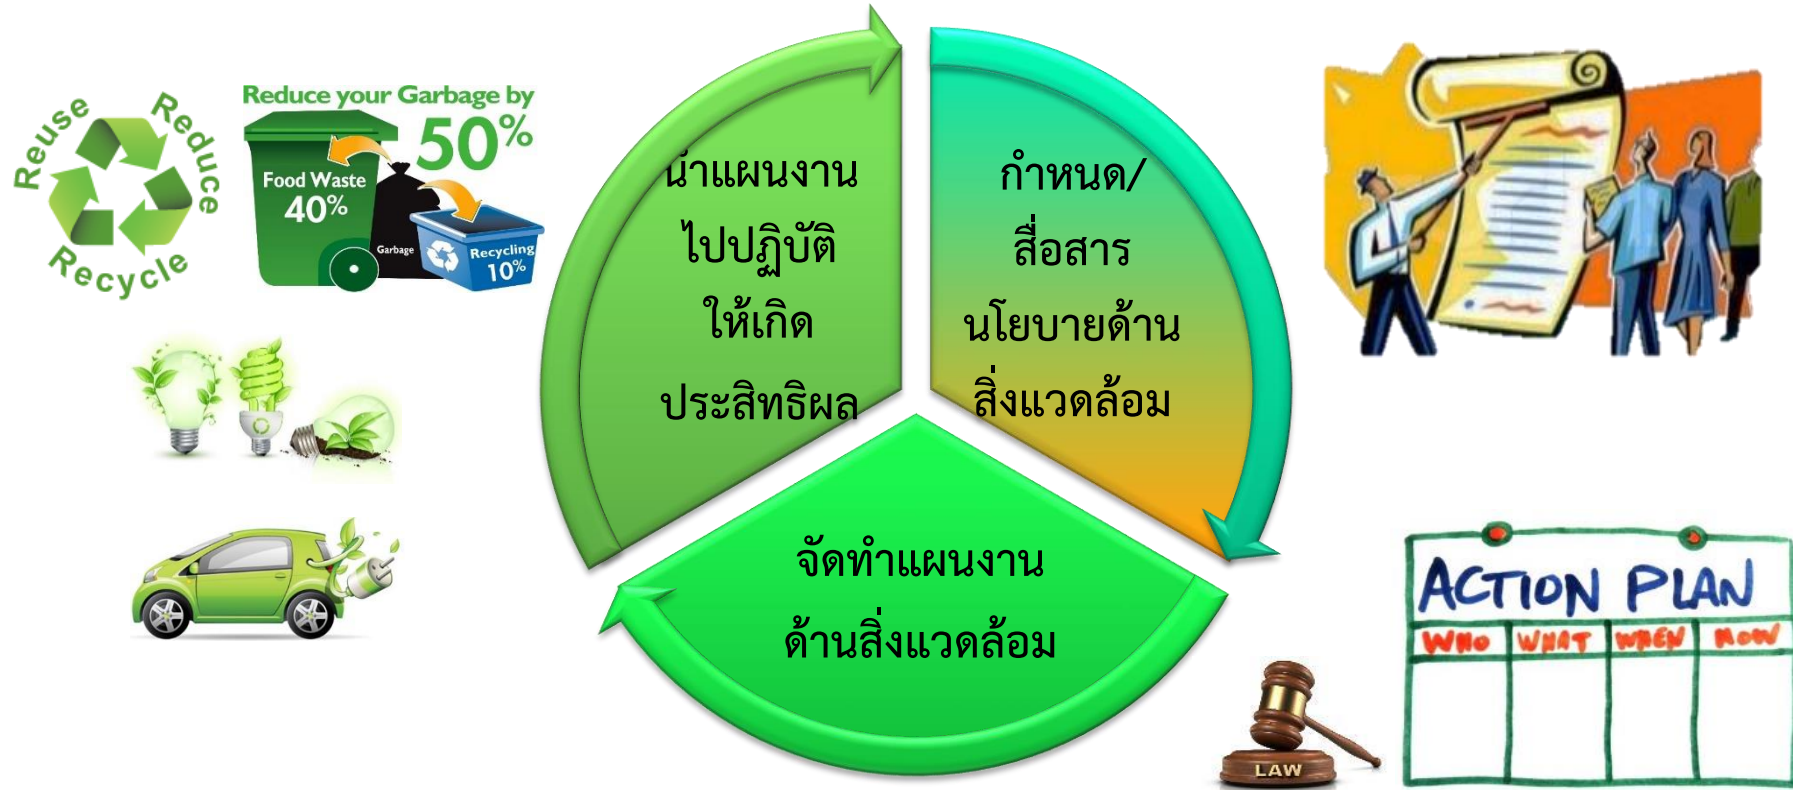 Reuse
Reduce
Recycle
Reduce your Garbage by
50%
Food Waste
40%
Garbage
Recycling
10%
นำแผนงาน
ไปปฏิบัติ
ให้เกิด
ประสิทธิผล
กำหนด/
สื่อสาร
นโยบายด้าน
สิ่งแวดล้อม
จัดทำแผนงาน
ด้านสิ่งแวดล้อม
LAW
ACTION PLAN
WHO WHAT WHEN HOW